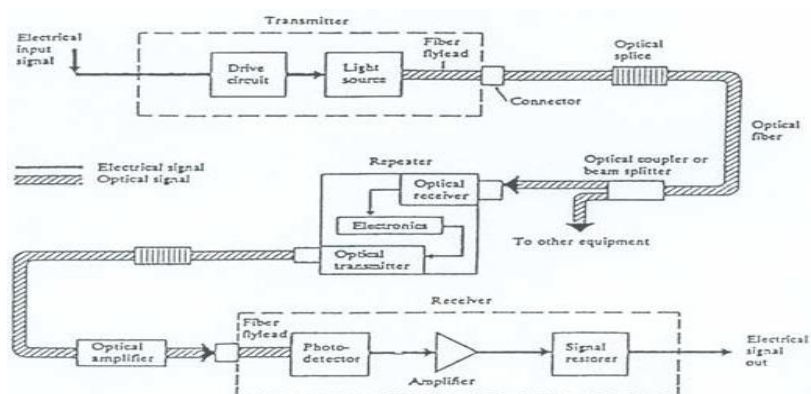 Transmitter
Electrical
input
signal
Drive
circuit
Light
source
Fiber
flylead
Connector
Optical
splice
Optical
fiber
Electrical signal
Optical signal
Repeater
Optical
receiver
Electronics
Optical
transmitter
Optical coupler or
beam splitter
To other equipment
Receiver
Optical
amplifier
Fiber
flylead
Photo-
detector
Amplifier
Signal
restorer
Electrical
signal
out